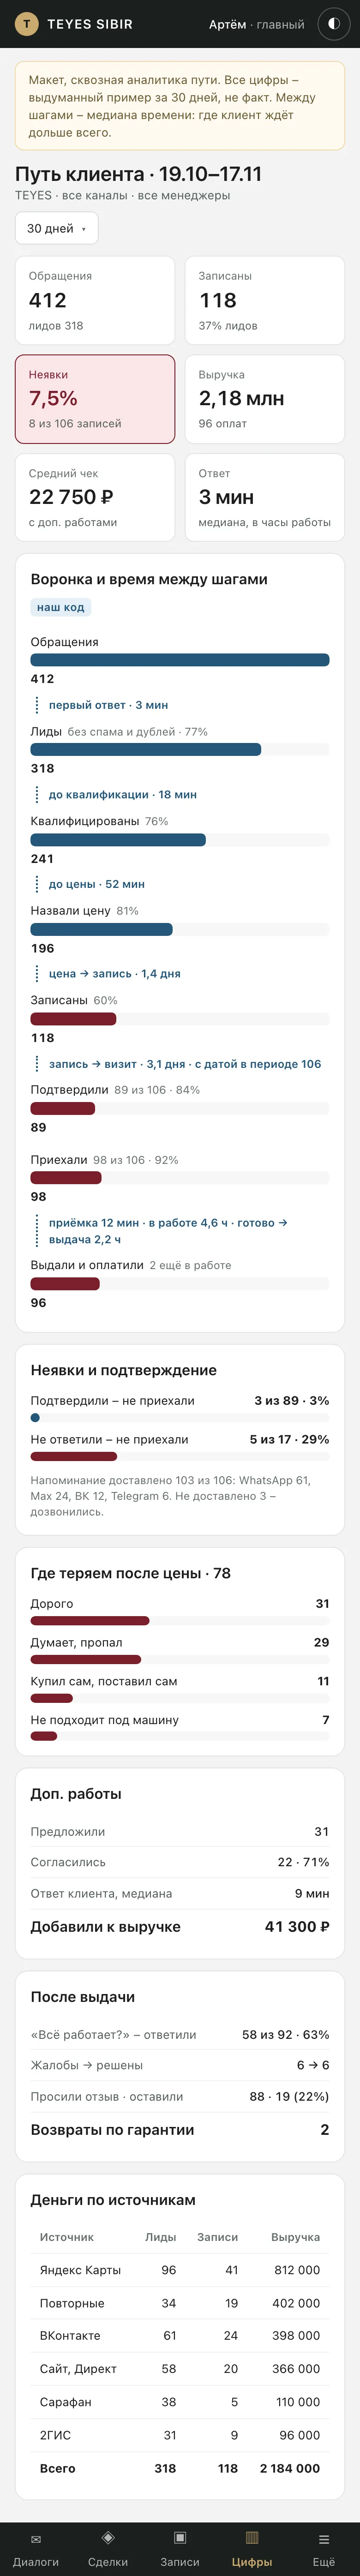 T TEYES SIBIR Артём · главный
Макет, сквозная аналитика пути. Все цифры –
выдуманный пример за 30 дней, не факт. Между
шагами – медиана времени: где клиент ждёт
дольше всего.
Путь клиента · 19.10–17.11
TEYES · все каналы · все менеджеры
30 дней
Обращения
412
лидов 318
Записаны
118
37% лидов
Неявки
7,5%
8 из 106 записей
Выручка
2,18 млн
96 оплат
Средний чек
22 750 ₽
с доп. работами
Ответ
3 мин
медиана, в часы работы
Воронка и время между шагами
наш код
Обращения
412
первый ответ · 3 мин
Лиды без спама и дублей · 77%
318
до квалификации · 18 мин
Квалифицированы 76%
241
до цены · 52 мин
Назвали цену 81%
196
цена → запись · 1,4 дня
Записаны 60%
118
запись → визит · 3,1 дня · с датой в периоде 106
Подтвердили 89 из 106 · 84%
89
Приехали 98 из 106 · 92%
98
приёмка 12 мин · в работе 4,6 ч · готово →
выдача 2,2 ч
Выдали и оплатили 2 ещё в работе
96
Неявки и подтверждение
Подтвердили – не приехали 3 из 89 · 3%
Не ответили – не приехали 5 из 17 · 29%
Напоминание доставлено 103 из 106: WhatsApp 61,
Max 24, ВК 12, Telegram 6. Не доставлено 3 –
дозвонились.
Где теряем после цены · 78
Дорого 31
Думает, пропал 29
Купил сам, поставил сам 11
Не подходит под машину 7
Доп. работы
Предложили 31
Согласились 22 · 71%
Ответ клиента, медиана 9 мин
Добавили к выручке 41 300 ₽
После выдачи
«Всё работает?» – ответили 58 из 92 · 63%
Жалобы → решены 6 → 6
Просили отзыв · оставили 88 · 19 (22%)
Возвраты по гарантии 2
Деньги по источникам
Источник Лиды Записи Выручка
Яндекс Карты 96 41 812 000
Повторные 34 19 402 000
ВКонтакте 61 24 398 000
Сайт, Директ 58 20 366 000
Сарафан 38 5 110 000
2ГИС 31 9 96 000
Всего 318 118 2 184 000
Диалоги Сделки Записи Цифры Ещё